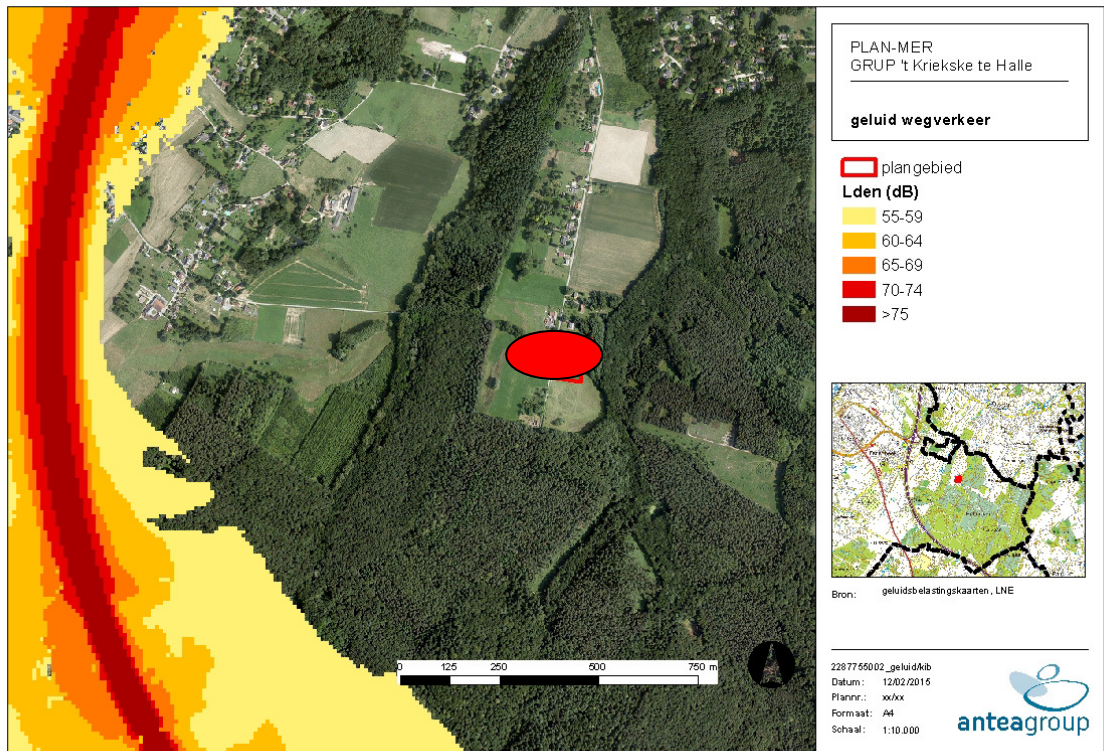 PLAN-MER
GRUP 't Kriekske te Halle
geluid wegverkeer
plangebied
Lden (dB)
55-59
60-64
65-69
70-74
>75
0 125 250 500 750 m
Bron: geluidsbelastingskaarten, LNE
2287755002_geluid/kib
Datum: 12/02/2015
Plannr.: xx/xx
Formaat: A4
Schaal: 1:10.000
anteagroup